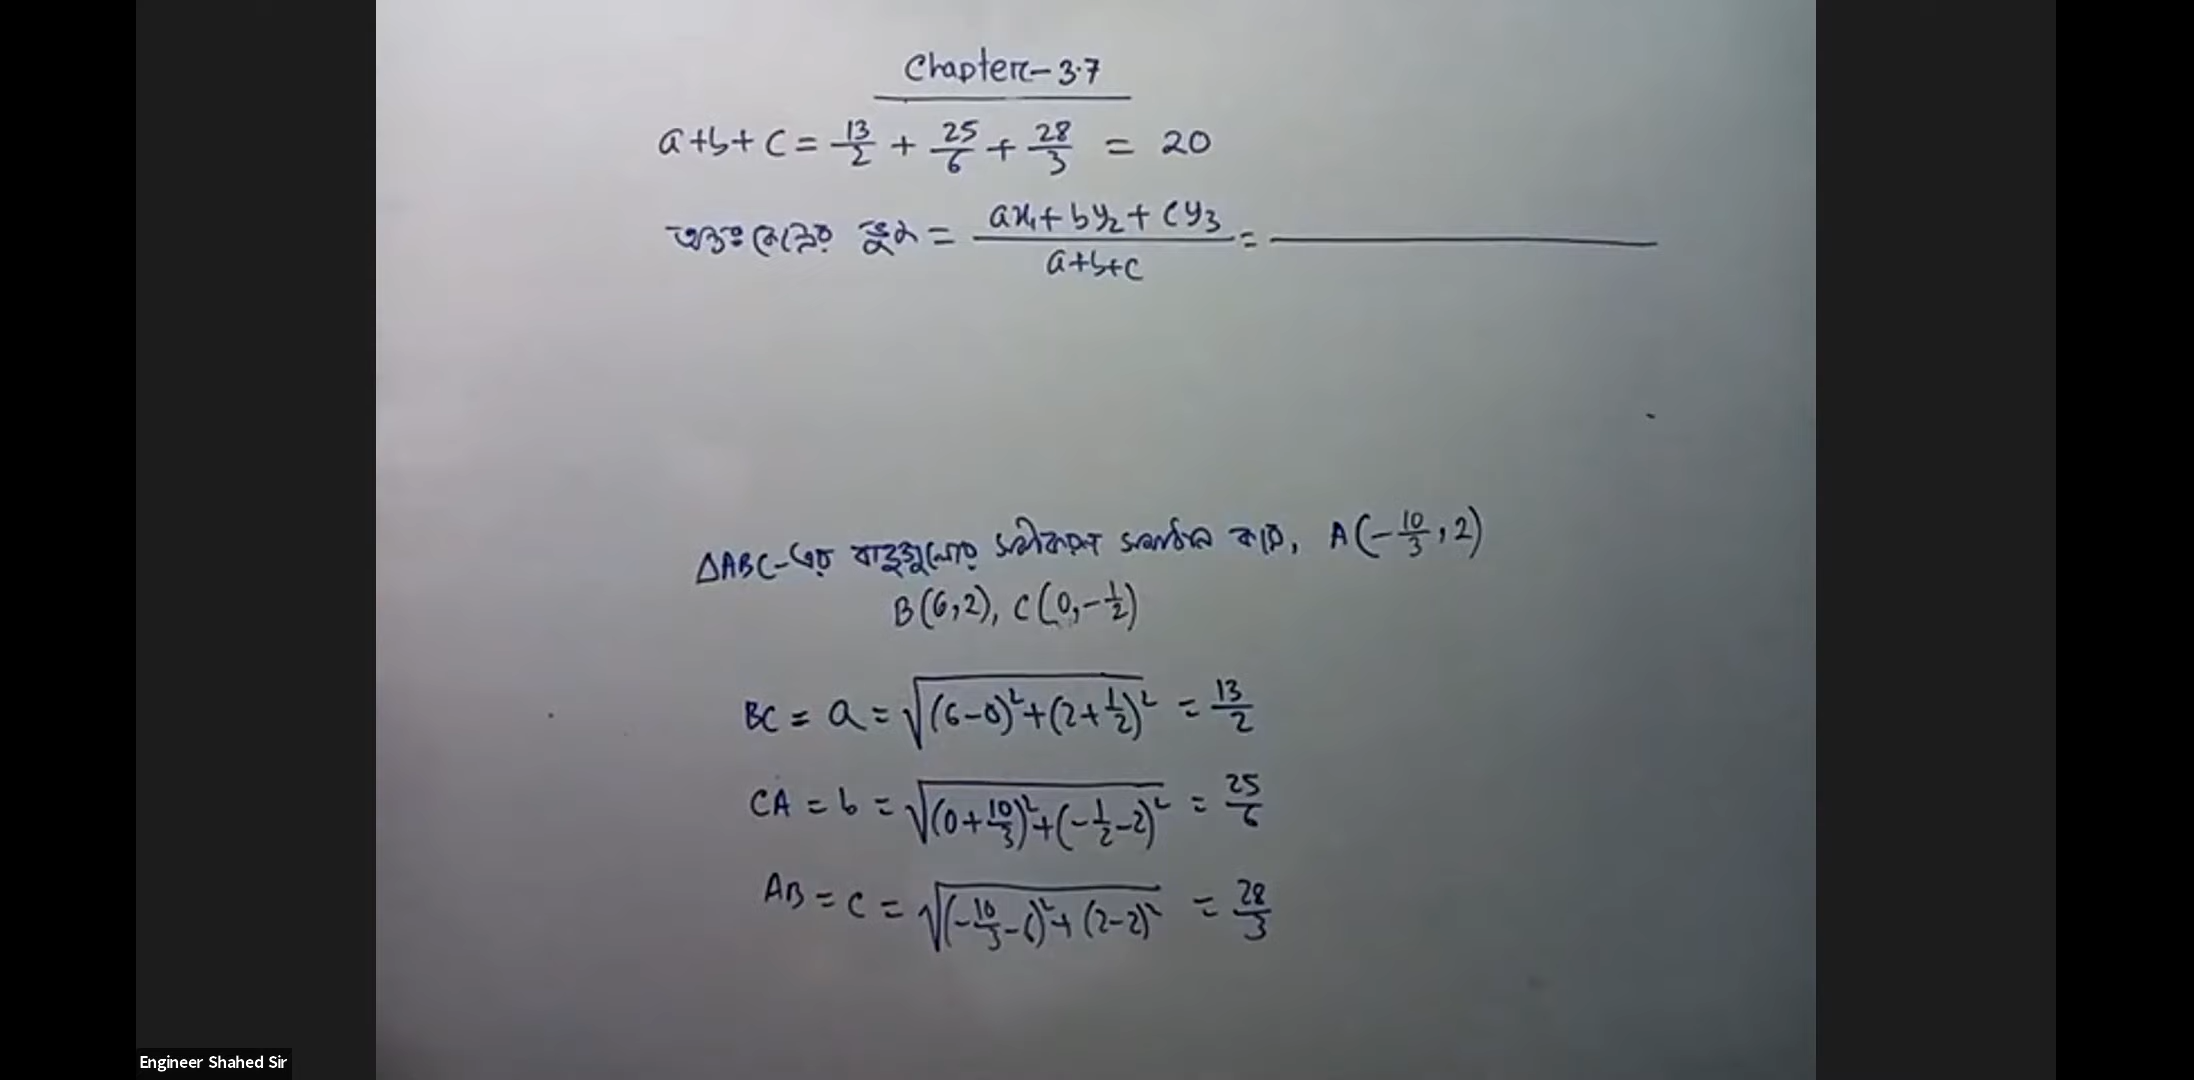 Chapter-3.7
a+b+c = 13/2 + 25/6 + 28/3 = 20
অন্তঃকেন্দ্রের ভুজ = (ax₁+by₂+cy₃)/(a+b+c) =
ΔABC-এর বাহুগুলোর সমীকরণ সমাধান করে, A(-10/3, 2)
B(6,2), C(0,-1/2)
BC = a = √((6-0)²+(2+1/2)²) = 13/2
CA = b = √((0+10/3)²+(-1/2-2)²) = 25/6
AB = c = √((-10/3-6)²+(2-2)²) = 28/3
Engineer Shahed Sir